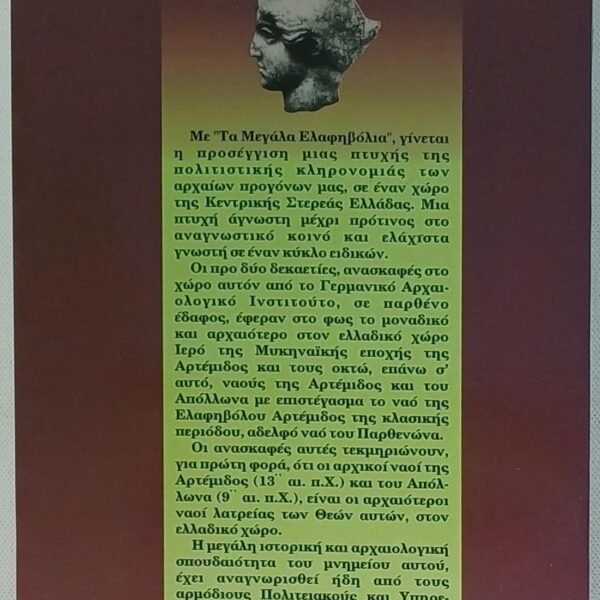 Με "Τα Μεγάλα Ελαφηβόλια", γίνεται
η προσέγγιση μιας πτυχής της
πολιτιστικής κληρονομιάς των
αρχαίων προγόνων μας, σε έναν χώρο
της Κεντρικής Στερεάς Ελλάδας. Μια
πτυχή άγνωστη μέχρι πρότινος στο
αναγνωστικό κοινό και ελάχιστα
γνωστή σε έναν κύκλο ειδικών.
Οι προ δύο δεκαετίες, ανασκαφές στο
χώρο αυτόν από το Γερμανικό Αρχαι-
ολογικό Ινστιτούτο, σε παρθένο
έδαφος, έφεραν στο φως το μοναδικό
και αρχαιότερο στον ελλαδικό χώρο
Ιερό της Μυκηναϊκής εποχής της
Αρτέμιδος και τους οκτώ, επάνω σ'
αυτό, ναούς της Αρτέμιδος και του
Απόλλωνα με επιστέγασμα το ναό της
Ελαφηβόλου Αρτέμιδος της κλασικής
περιόδου, αδελφό ναό του Παρθενώνα.
Οι ανασκαφές αυτές τεκμηριώνουν,
για πρώτη φορά, ότι οι αρχικοί ναοί της
Αρτέμιδος (13΄΄ αι. π.Χ.) και του Απόλ-
λωνα (9΄΄ αι. π.Χ.), είναι οι αρχαιότεροι
ναοί λατρείας των Θεών αυτών, στον
ελλαδικό χώρο.
Η μεγάλη ιστορική και αρχαιολογική
σπουδαιότητα του μνημείου αυτού,
έχει αναγνωρισθεί ήδη από τους
αρμόδιους Πολιτειακούς και Υπηρε-